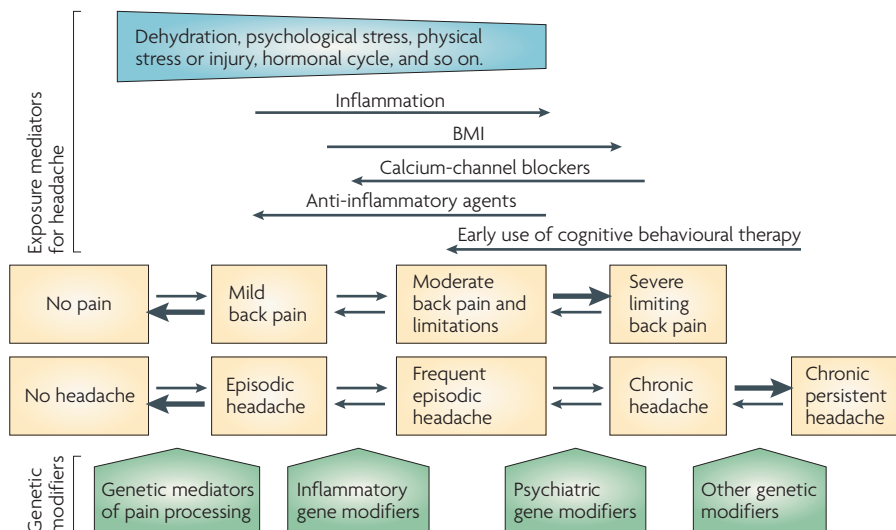 Dehydration, psychological stress, physical
stress or injury, hormonal cycle, and so on.
Exposure mediators
for headache
Inflammation
BMI
Calcium-channel blockers
Anti-inflammatory agents
Early use of cognitive behavioural therapy
No pain
Mild
back pain
Moderate
back pain and
limitations
Severe
limiting
back pain
No headache
Episodic
headache
Frequent
episodic
headache
Chronic
headache
Chronic
persistent
headache
Genetic
modifiers
Genetic mediators
of pain processing
Inflammatory
gene modifiers
Psychiatric
gene modifiers
Other genetic
modifiers